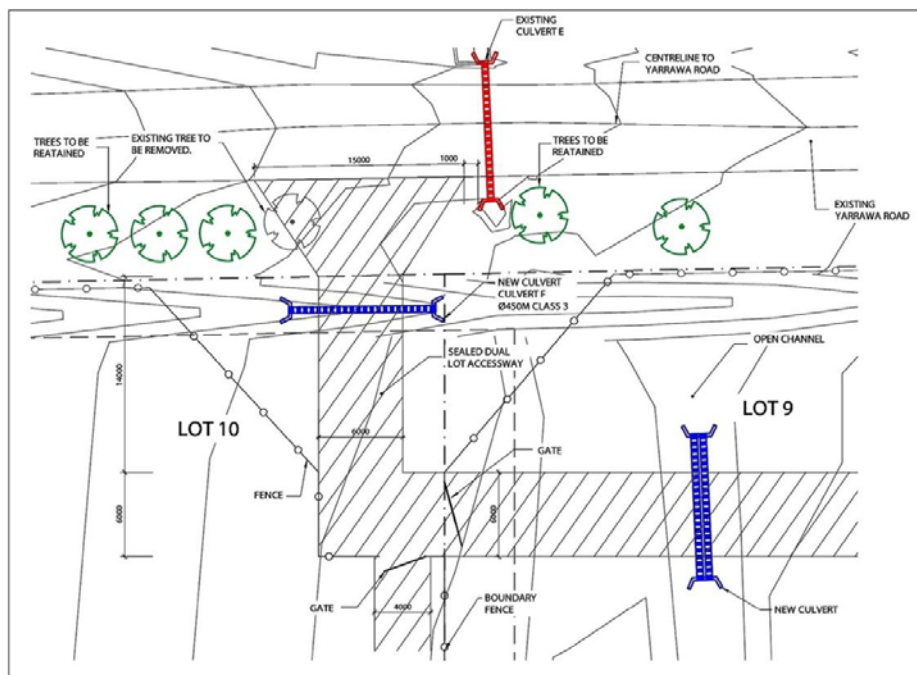 EXISTING
CULVERT E
CENTRELINE TO
YARRAWA ROAD
TREES TO BE
REATAINED
EXISTING TREE TO
BE REMOVED.
15000
1000
TREES TO BE
REATAINED
EXISTING
YARRAWA ROAD
NEW CULVERT
CULVERT F
Ø450M CLASS 3
OPEN CHANNEL
SEALED DUAL
LOT ACCESSWAY
14000
LOT 10
LOT 9
6000
GATE
FENCE
6000
6000
GATE
4000
BOUNDARY
FENCE
NEW CULVERT